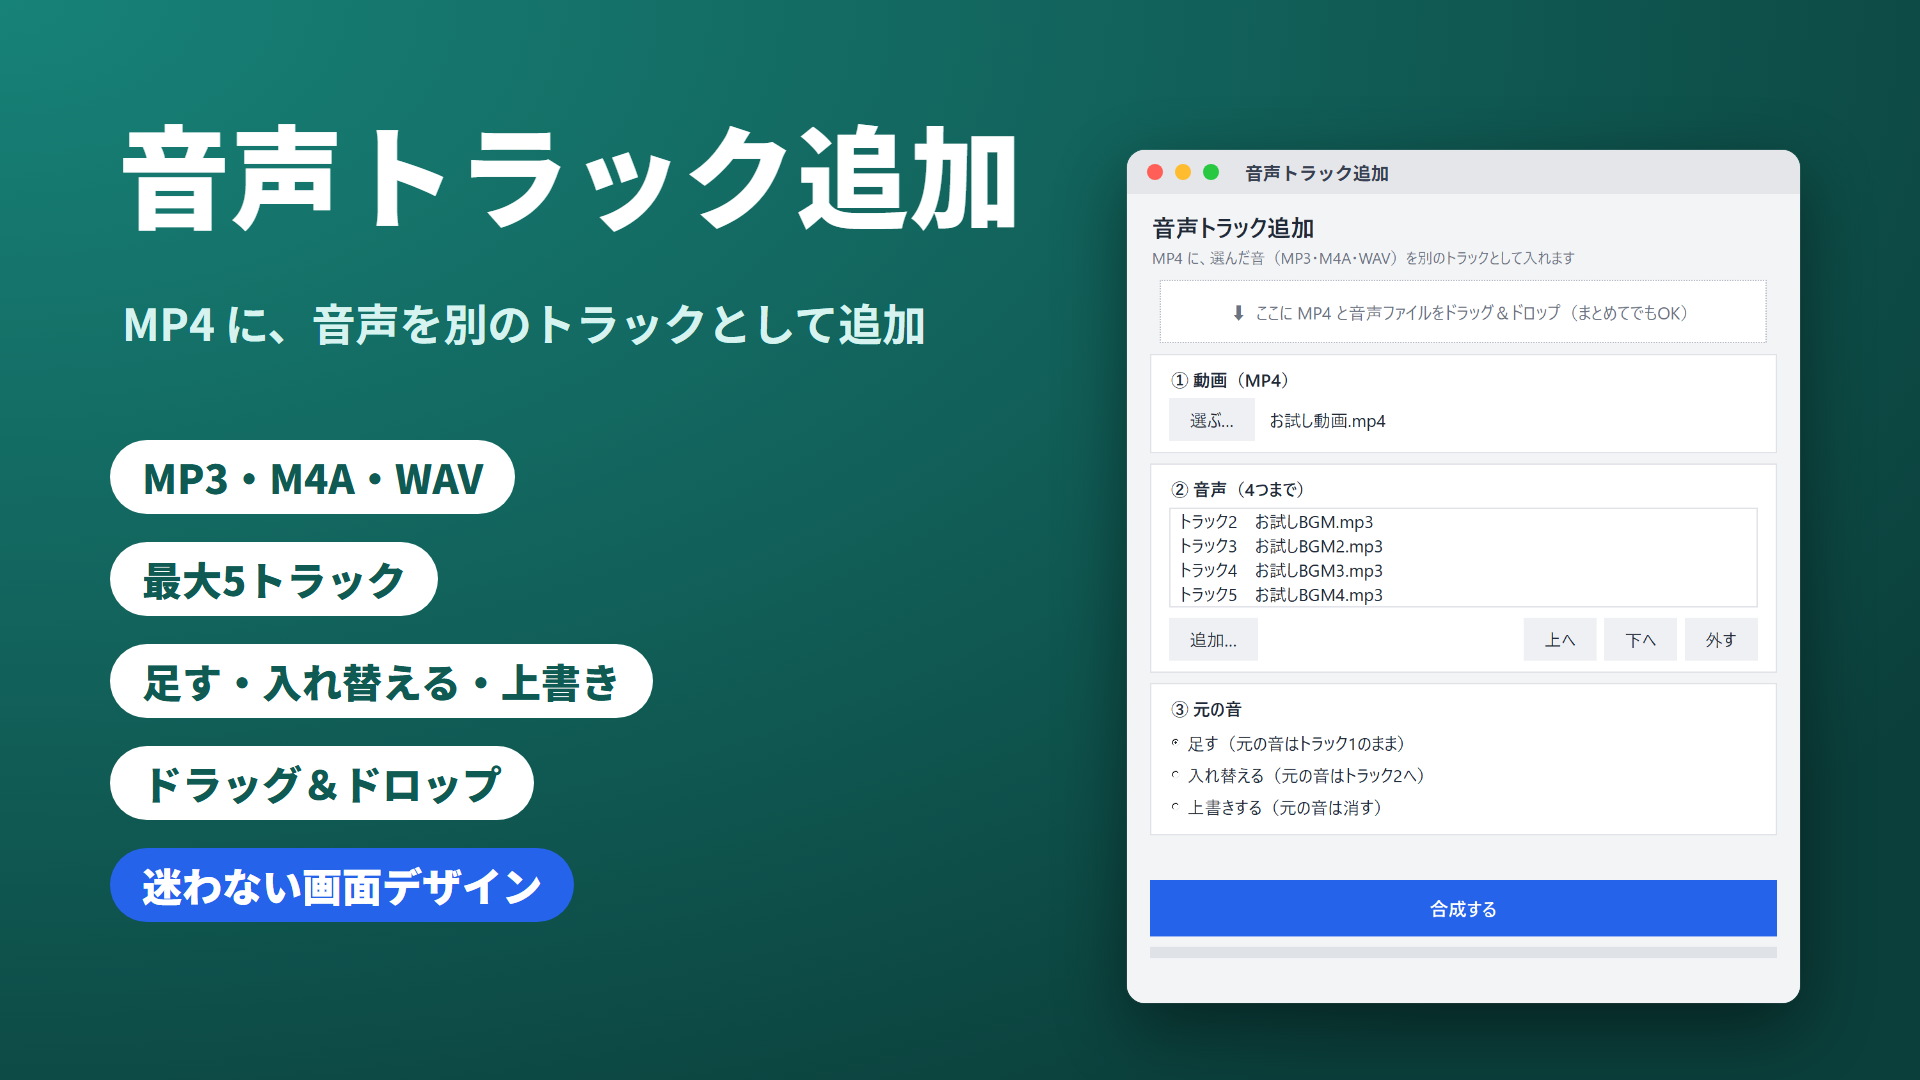 音声トラック追加
MP4 に、音声を別のトラックとして追加
MP3・M4A・WAV
最大5トラック
足す・入れ替える・上書き
ドラッグ＆ドロップ
迷わない画面デザイン
音声トラック追加
音声トラック追加
MP4 に、選んだ音（MP3・M4A・WAV）を別のトラックとして入れます
⬇ ここに MP4 と音声ファイルをドラッグ＆ドロップ（まとめてでもOK）
① 動画（MP4）
選ぶ... お試し動画.mp4
② 音声（4つまで）
トラック2 お試しBGM.mp3
トラック3 お試しBGM2.mp3
トラック4 お試しBGM3.mp3
トラック5 お試しBGM4.mp3
追加... 上へ 下へ 外す
③ 元の音
足す（元の音はトラック1のまま）
入れ替える（元の音はトラック2へ）
上書きする（元の音は消す）
合成する